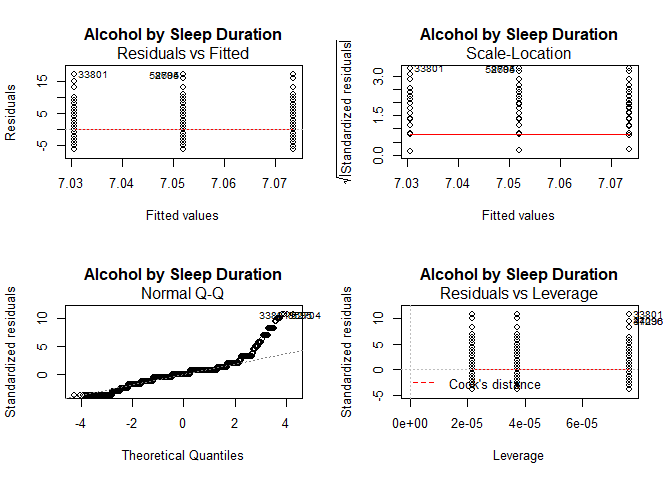 Alcohol by Sleep Duration
Residuals vs Fitted
Residuals
-5
5
15
33801
7.03
7.04
7.05
7.06
7.07
Fitted values
Alcohol by Sleep Duration
Scale-Location
√|Standardized residuals|
0.0
1.5
3.0
33801
7.03
7.04
7.05
7.06
7.07
Fitted values
Alcohol by Sleep Duration
Normal Q-Q
Standardized residuals
0
5
10
-4
-2
0
2
4
Theoretical Quantiles
Alcohol by Sleep Duration
Residuals vs Leverage
Standardized residuals
-5
0
5
10
33801
Cook's distance
0e+00
2e-05
4e-05
6e-05
Leverage